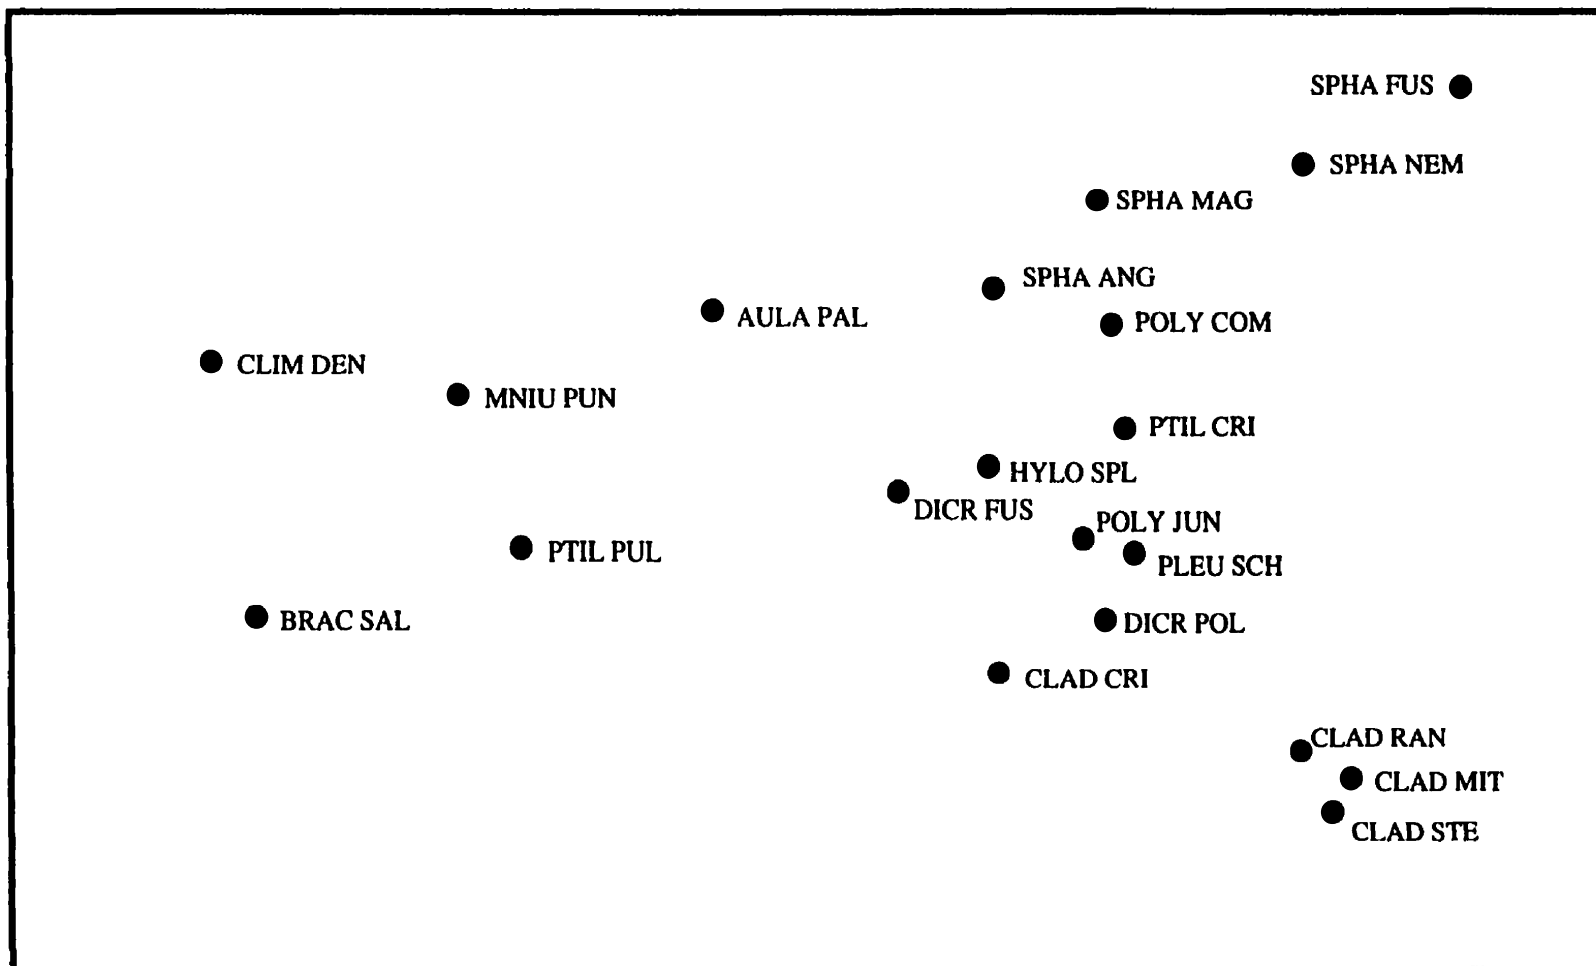 SPHA FUS
SPHA NEM
SPHA MAG
SPHA ANG
AULA PAL
POLY COM
CLIM DEN
MNIU PUN
PTIL CRI
HYLO SPL
DICR FUS
POLY JUN
PTIL PUL
PLEU SCH
BRAC SAL
DICR POL
CLAD CRI
CLAD RAN
CLAD MIT
CLAD STE